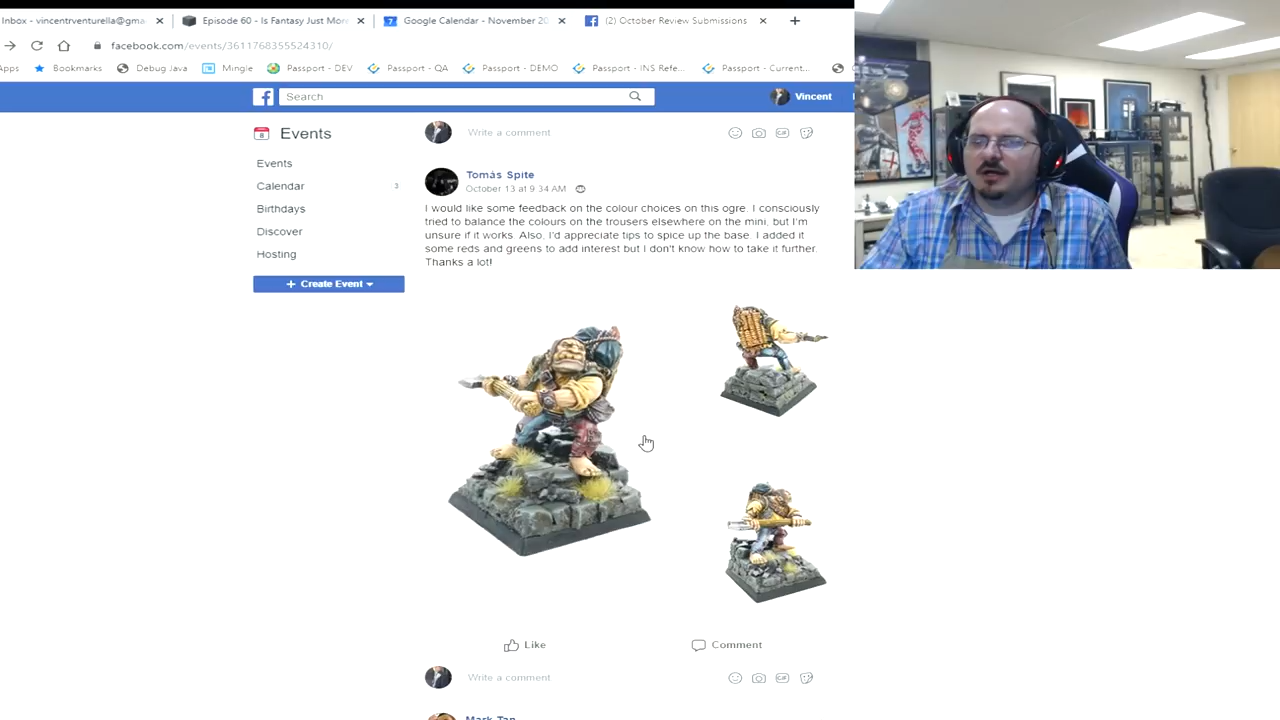 Inbox - vincentrventurella@gma
Episode 60 - Is Fantasy Just More
Google Calendar - November 20
(2) October Review Submissions
facebook.com/events/3611768355524310/
Apps
Bookmarks
Debug Java
Mingle
Passport - DEV
Passport - QA
Passport - DEMO
Passport - INS Refe...
Passport - Current...
Search
Vincent
Events
Write a comment
Events
Calendar 3
Birthdays
Discover
Hosting
+ Create Event
Tomás Spite
October 13 at 9:34 AM
I would like some feedback on the colour choices on this ogre. I consciously
tried to balance the colours on the trousers elsewhere on the mini, but I'm
unsure if it works. Also, I'd appreciate tips to spice up the base. I added it
some reds and greens to add interest but I don't know how to take it further.
Thanks a lot!
Like
Comment
Write a comment
Mark Tan